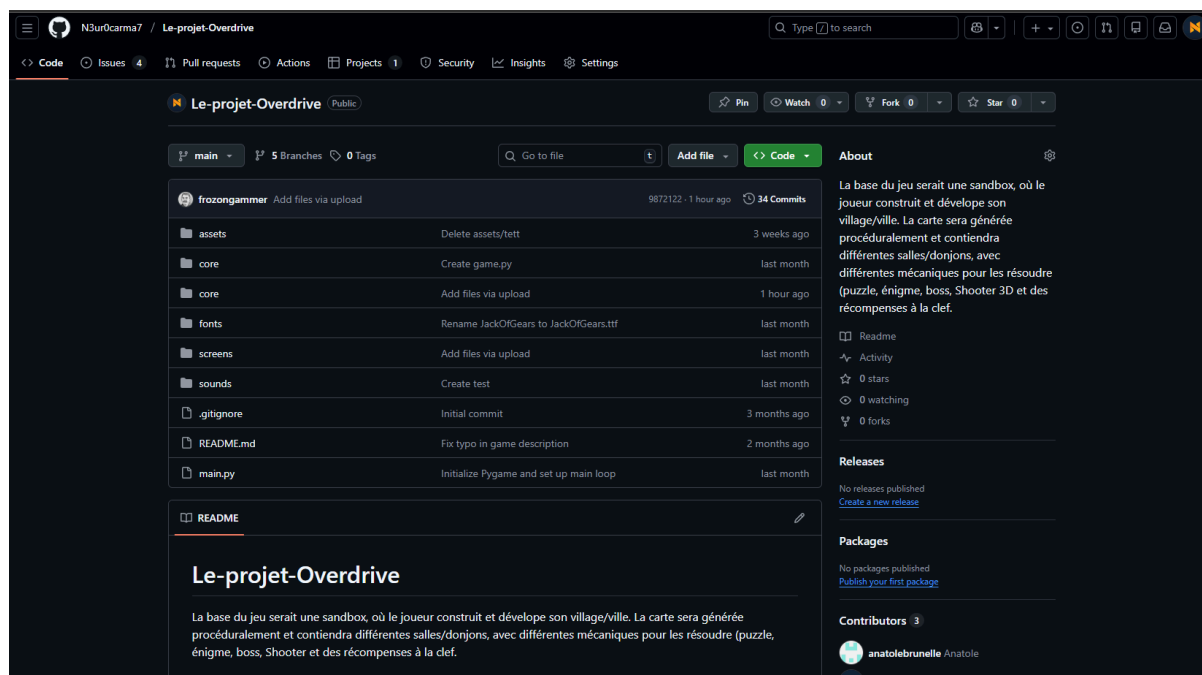 N3ur0carma7 / Le-projet-Overdrive
Type / to search
Code Issues 4 Pull requests Actions Projects 1 Security Insights Settings
Le-projet-Overdrive Public
Pin Watch 0 Fork 0 Star 0
main 5 Branches 0 Tags
Go to file t Add file Code
frozongammer Add files via upload 9872122 · 1 hour ago 34 Commits
assets Delete assets/tett 3 weeks ago
core Create game.py last month
core Add files via upload 1 hour ago
fonts Rename JackOfGears to JackOfGears.ttf last month
screens Add files via upload last month
sounds Create test last month
.gitignore Initial commit 3 months ago
README.md Fix typo in game description 2 months ago
main.py Initialize Pygame and set up main loop last month
README
Le-projet-Overdrive
La base du jeu serait une sandbox, où le joueur construit et dévelope son village/ville. La carte sera générée
procéduralement et contiendra différentes salles/donjons, avec différentes mécaniques pour les résoudre (puzzle,
énigme, boss, Shooter et des récompenses à la clef.
About
La base du jeu serait une sandbox, où le
joueur construit et dévelope son
village/ville. La carte sera générée
procéduralement et contiendra
différentes salles/donjons, avec
différentes mécaniques pour les résoudre
(puzzle, énigme, boss, Shooter 3D et des
récompenses à la clef.
Readme
Activity
0 stars
0 watching
0 forks
Releases
No releases published
Create a new release
Packages
No packages published
Publish your first package
Contributors 3
anatolebrunelle Anatole